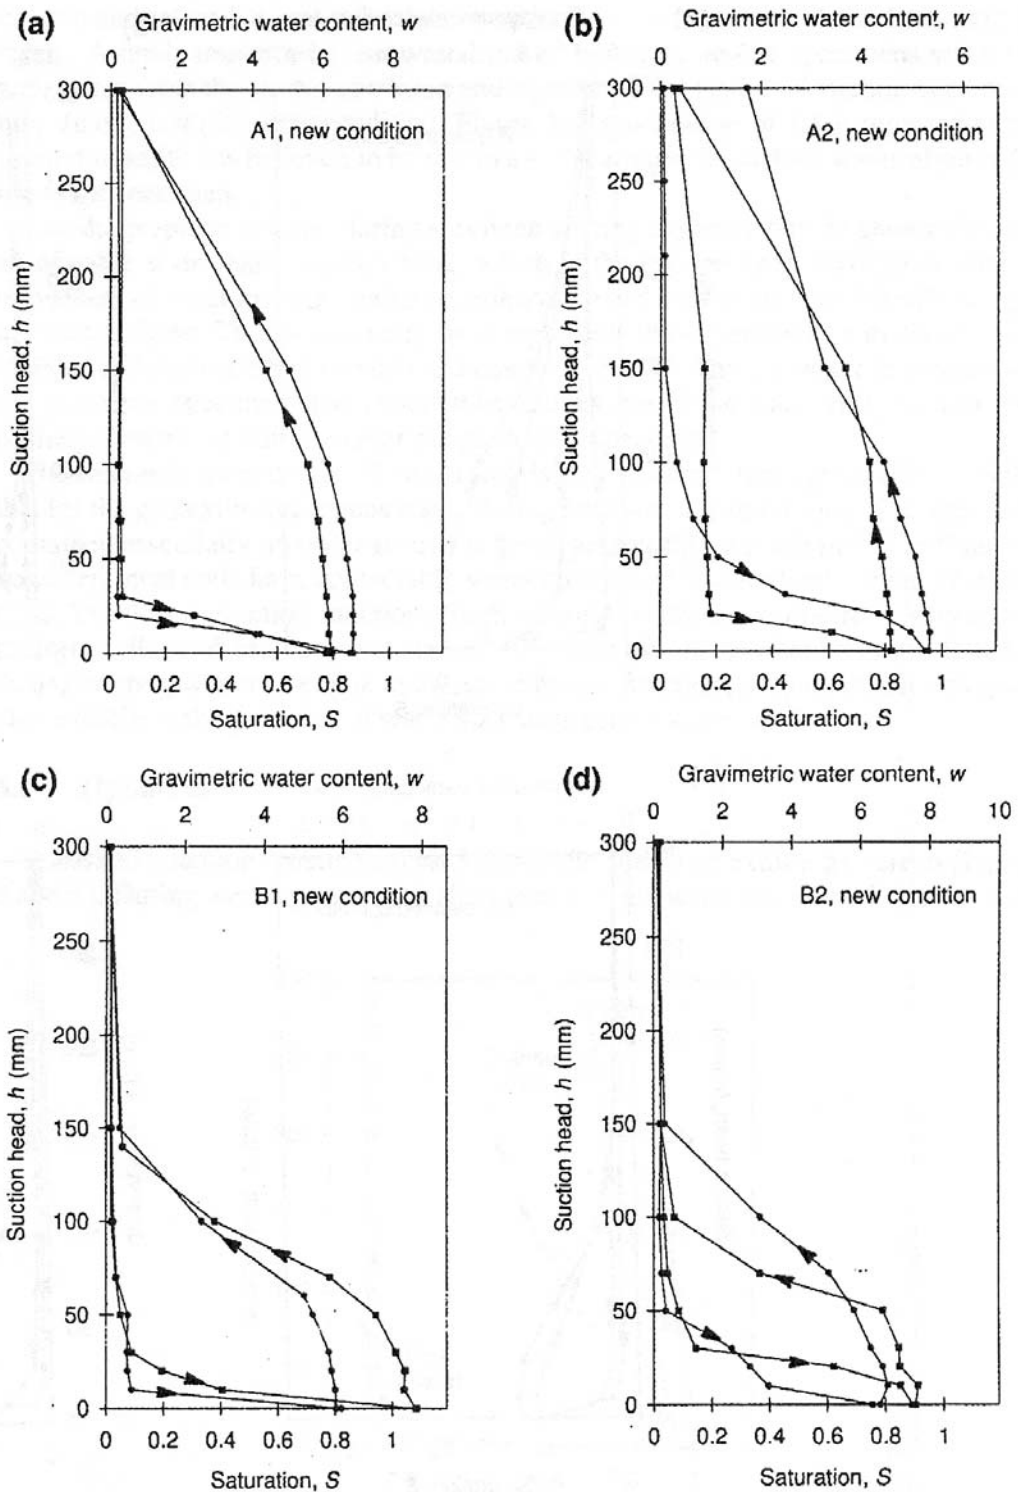 (a)
Gravimetric water content, w
0 2 4 6 8
300
250
200
150
100
50
0
Suction head, h (mm)
A1, new condition
0 0.2 0.4 0.6 0.8 1
Saturation, S
(b)
Gravimetric water content, w
0 2 4 6
300
250
200
150
100
50
0
Suction head, h (mm)
A2, new condition
0 0.2 0.4 0.6 0.8 1
Saturation, S
(c)
Gravimetric water content, w
0 2 4 6 8
300
250
200
150
100
50
0
Suction head, h (mm)
B1, new condition
0 0.2 0.4 0.6 0.8 1
Saturation, S
(d)
Gravimetric water content, w
0 2 4 6 8 10
300
250
200
150
100
50
0
Suction head, h (mm)
B2, new condition
0 0.2 0.4 0.6 0.8 1
Saturation, S